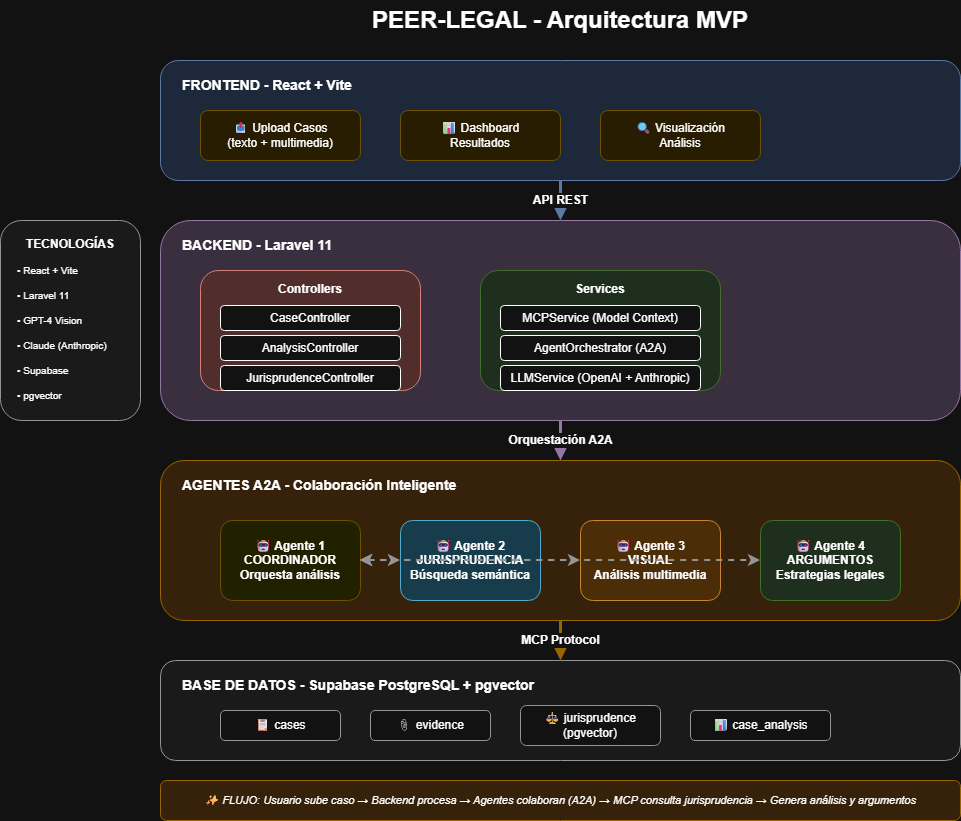 PEER-LEGAL - Arquitectura MVP
FRONTEND - React + Vite
📤 Upload Casos
(texto + multimedia)
📊 Dashboard
Resultados
🔍 Visualización
Análisis
API REST
TECNOLOGÍAS
- React + Vite
- Laravel 11
- GPT-4 Vision
- Claude (Anthropic)
- Supabase
- pgvector
BACKEND - Laravel 11
Controllers
CaseController
AnalysisController
JurisprudenceController
Services
MCPService (Model Context)
AgentOrchestrator (A2A)
LLMService (OpenAI + Anthropic)
Orquestación A2A
AGENTES A2A - Colaboración Inteligente
🤖 Agente 1
COORDINADOR
Orquesta análisis
🤖 Agente 2
JURISPRUDENCIA
Búsqueda semántica
🤖 Agente 3
VISUAL
Análisis multimedia
🤖 Agente 4
ARGUMENTOS
Estrategias legales
MCP Protocol
BASE DE DATOS - Supabase PostgreSQL + pgvector
📋 cases
📎 evidence
⚖️ jurisprudence
(pgvector)
📊 case_analysis
✨ FLUJO: Usuario sube caso → Backend procesa → Agentes colaboran (A2A) → MCP consulta jurisprudencia → Genera análisis y argumentos